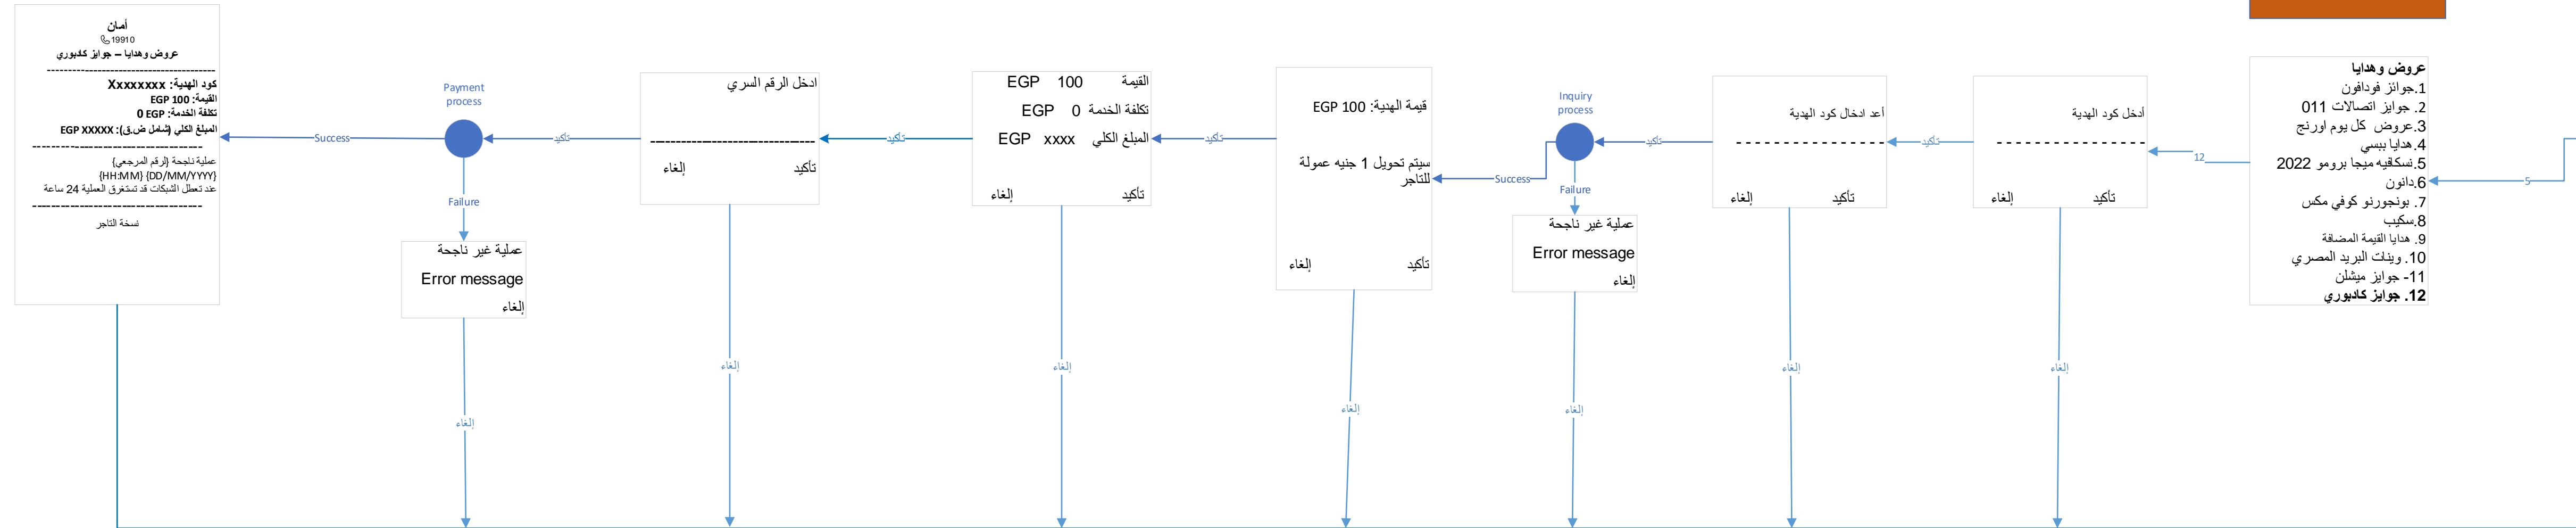 5
عروض وهدايا
1.جوائز فودافون
2. جوايز اتصالات 011
3.عروض كل يوم اورنج
4.هدايا ببسي
5.نسكافيه ميجا برومو 2022
6.دانون
7. بونجورنو كوفي مكس
8.سكيب
9. هدايا القيمة المضافة
10. وينات البريد المصري
11- جوايز ميشلن
12. جوايز كادبوري
12
أدخل كود الهدية
- - - - - - - - - - - - - - -
تأكيد إلغاء
إلغاء
تأكيد
أعد ادخال كود الهدية
- - - - - - - - - - - - - - -
تأكيد إلغاء
إلغاء
تأكيد
Inquiry
process
Failure
عملية غير ناجحة
Error message
إلغاء
إلغاء
Success
قيمة الهدية: 100 EGP
سيتم تحويل 1 جنيه عمولة
للتاجر
تأكيد إلغاء
إلغاء
تأكيد
القيمة 100 EGP
تكلفة الخدمة 0 EGP
المبلغ الكلي xxxx EGP
تأكيد إلغاء
إلغاء
تأكيد
ادخل الرقم السري
--------------------------------
تأكيد إلغاء
إلغاء
تأكيد
Payment
process
Failure
عملية غير ناجحة
Error message
إلغاء
إلغاء
Success
أمان
19910
عروض وهدايا – جوايز كادبوري
-----------------------------------
كود الهدية: Xxxxxxxx
القيمة: 100 EGP
تكلفة الخدمة: 0 EGP
المبلغ الكلي (شامل ض.ق): EGP XXXXX
-----------------------------------
عملية ناجحة {الرقم المرجعي}
{HH:MM} {DD/MM/YYYY}
عند تعطل الشبكات قد تستغرق العملية 24 ساعة
-----------------------------------
نسخة التاجر